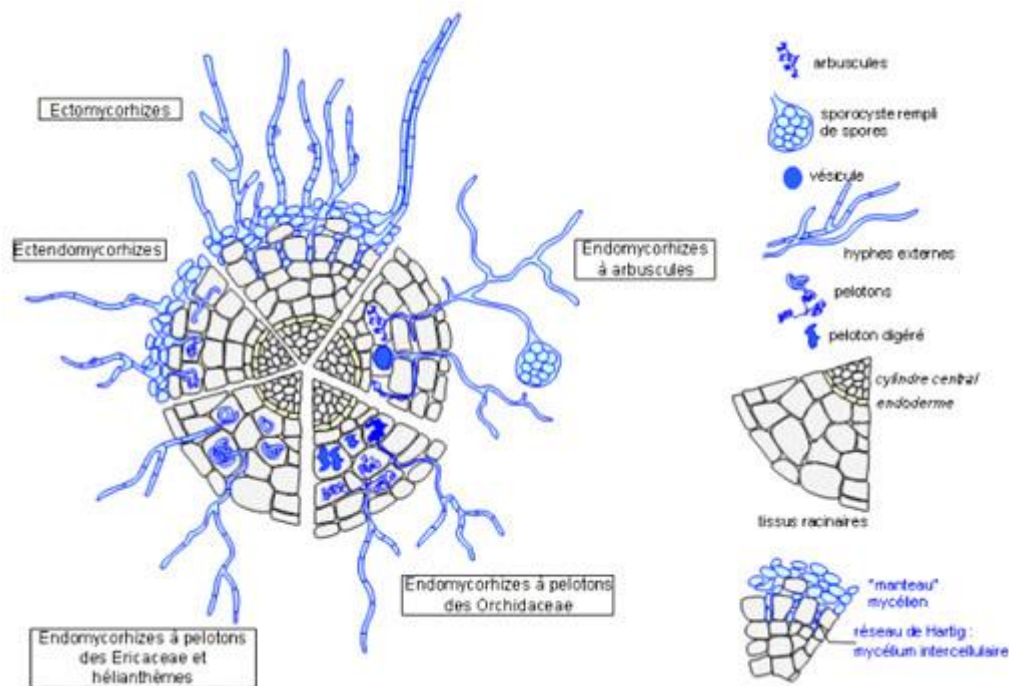 Ectomycorhizes
Ectendomycorhizes
Endomycorhizes
à arbuscules
Endomycorhizes à pelotons
des Orchidaceae
Endomycorhizes à pelotons
des Ericaceae et
hélianthèmes
arbuscules
sporocyste rempli
de spores
vésicule
hyphes externes
pelotons
peloton digéré
cylindre central
endoderme
tissus racinaires
"manteau"
mycélien
réseau de Hartig :
mycélium intercellulaire